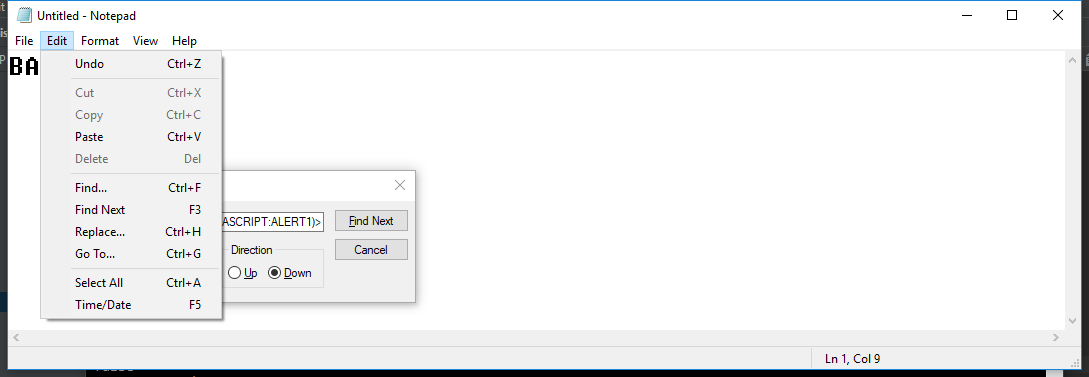 Untitled - Notepad
File Edit Format View Help
BA
Undo Ctrl+Z
Cut Ctrl+X
Copy Ctrl+C
Paste Ctrl+V
Delete Del
Find... Ctrl+F
Find Next F3
Replace... Ctrl+H
Go To... Ctrl+G
Select All Ctrl+A
Time/Date F5
ASCRIPT:ALERT1)> Find Next
Direction Cancel
Up Down
Ln 1, Col 9